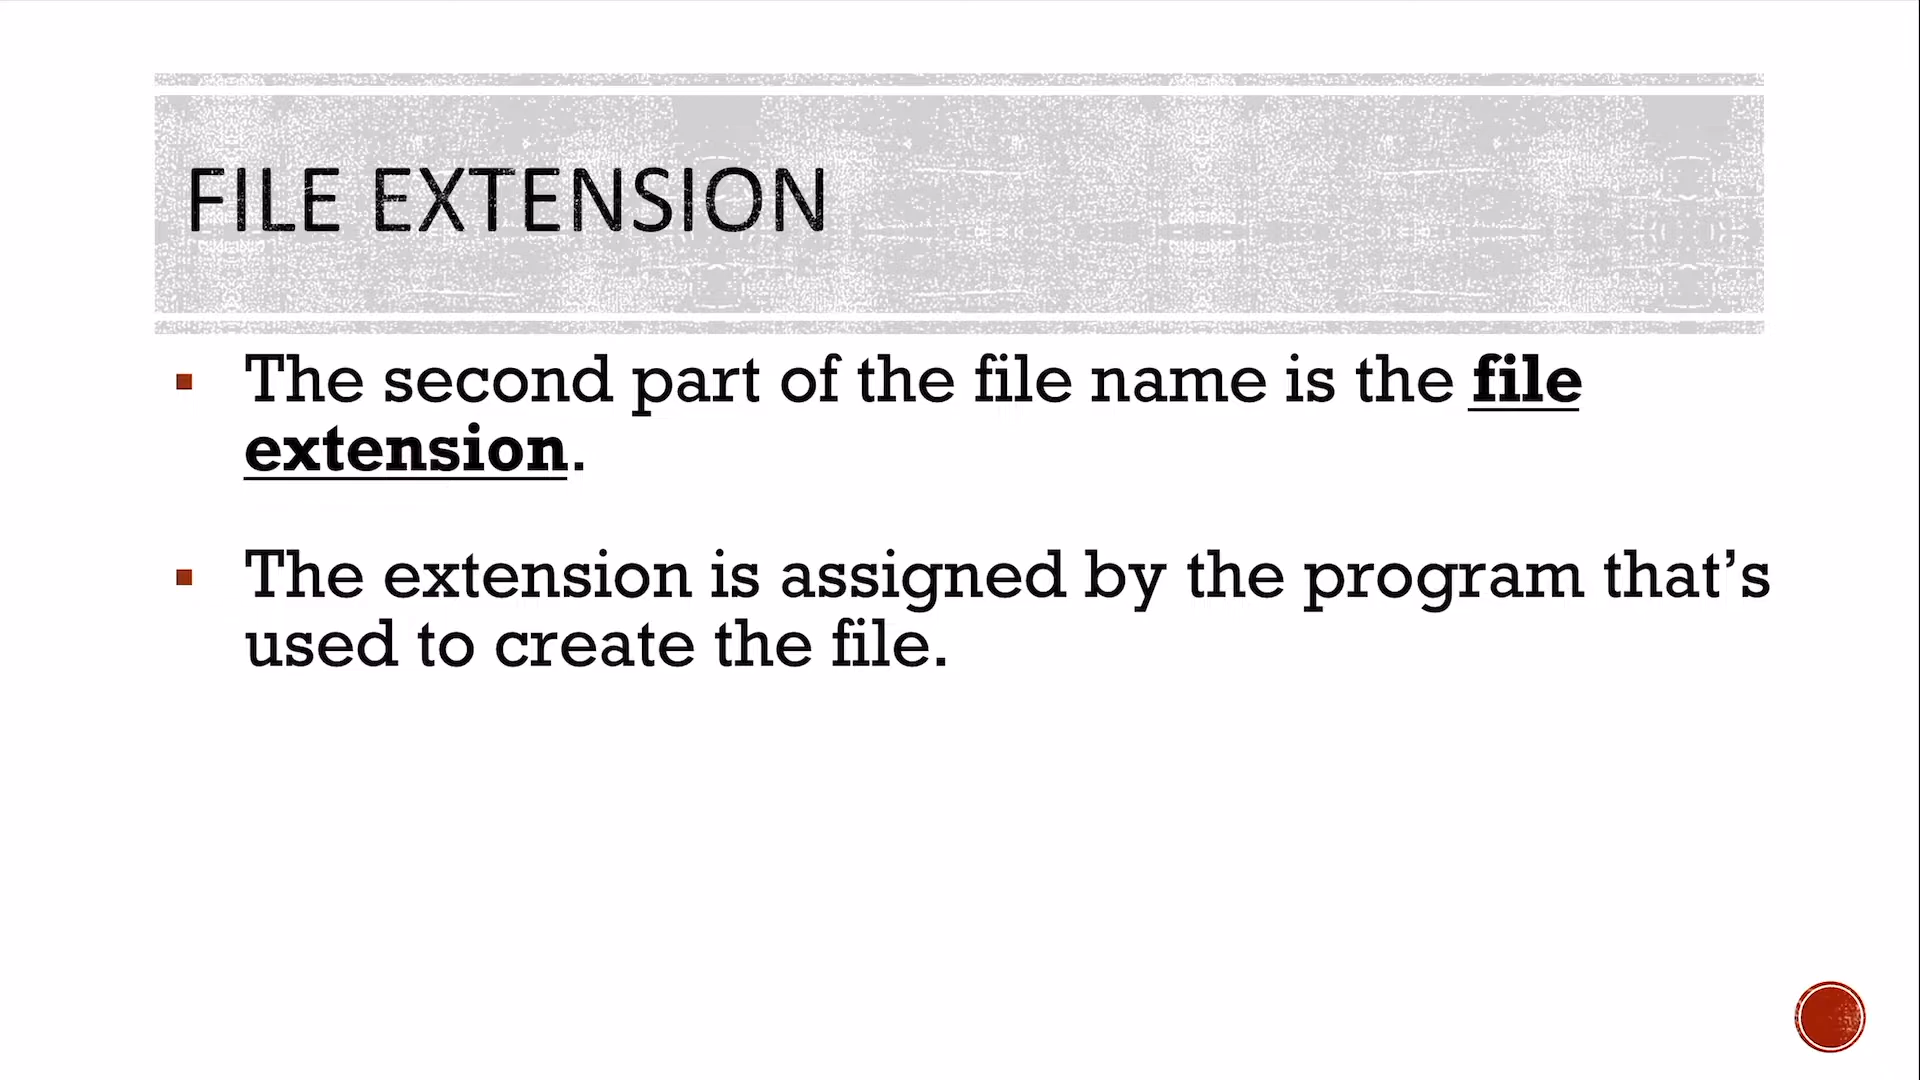 FILE EXTENSION
The second part of the file name is the file
extension.
The extension is assigned by the program that’s
used to create the file.